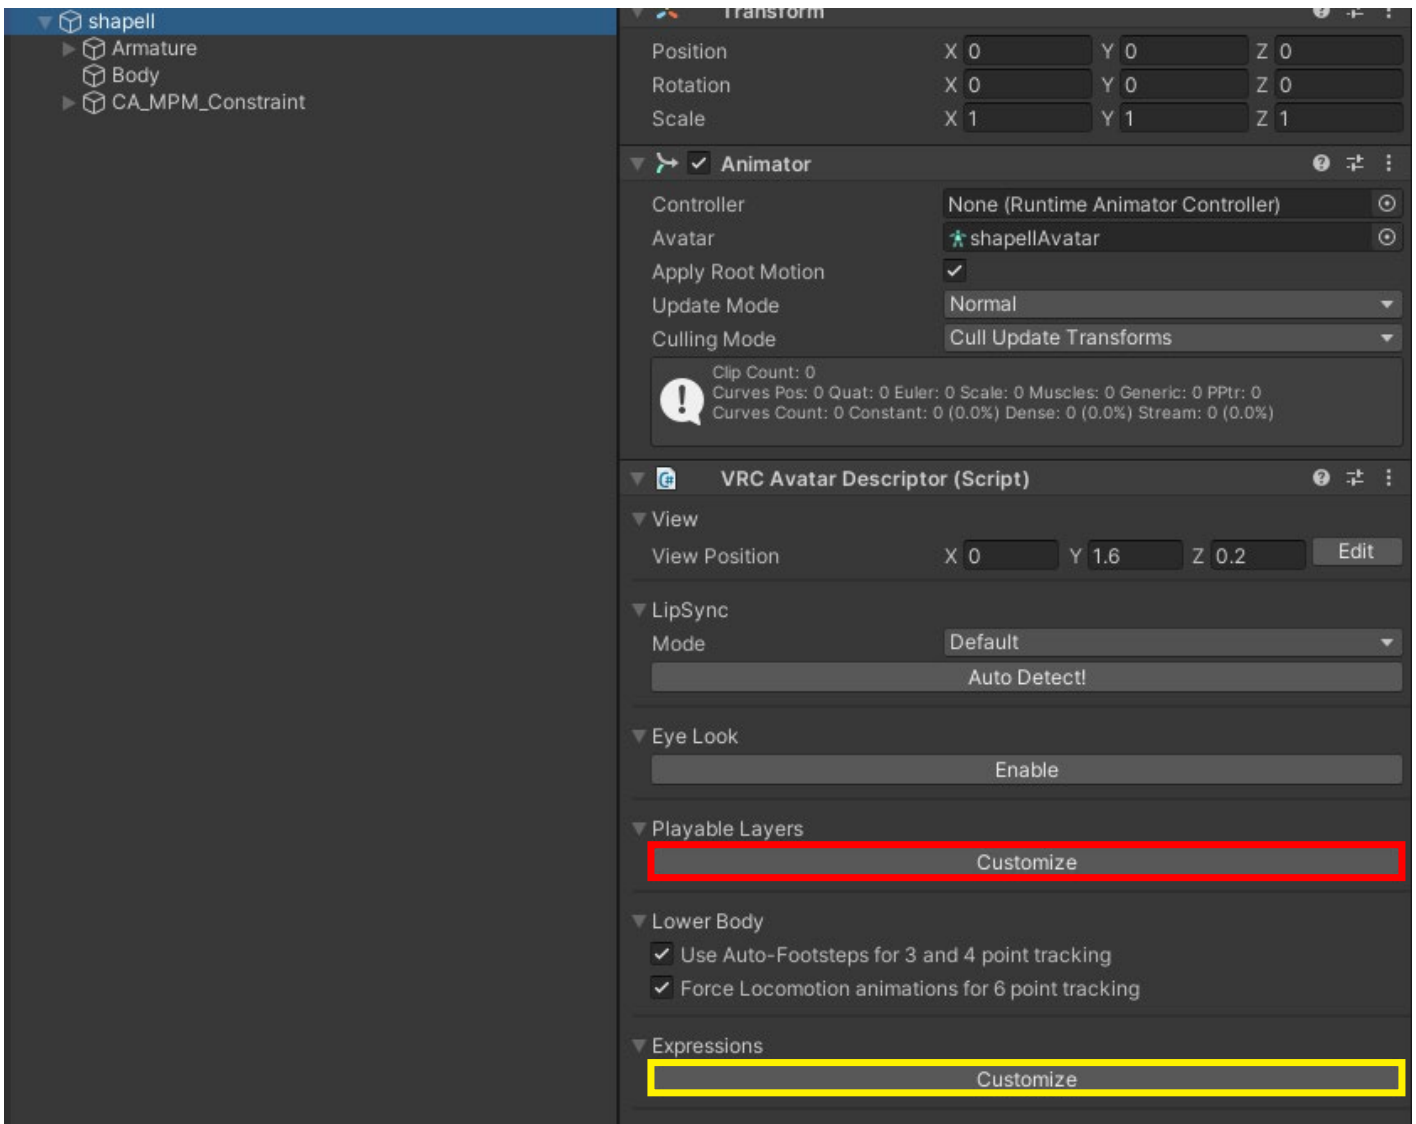 shapell
Armature
Body
CA_MPM_Constraint
Transform
Position X 0 Y 0 Z 0
Rotation X 0 Y 0 Z 0
Scale X 1 Y 1 Z 1
Animator
Controller None (Runtime Animator Controller)
Avatar shapellAvatar
Apply Root Motion
Update Mode Normal
Culling Mode Cull Update Transforms
Clip Count: 0
Curves Pos: 0 Quat: 0 Euler: 0 Scale: 0 Muscles: 0 Generic: 0 PPtr: 0
Curves Count: 0 Constant: 0 (0.0%) Dense: 0 (0.0%) Stream: 0 (0.0%)
VRC Avatar Descriptor (Script)
View
View Position X 0 Y 1.6 Z 0.2 Edit
LipSync
Mode Default
Auto Detect!
Eye Look
Enable
Playable Layers
Customize
Lower Body
Use Auto-Footsteps for 3 and 4 point tracking
Force Locomotion animations for 6 point tracking
Expressions
Customize